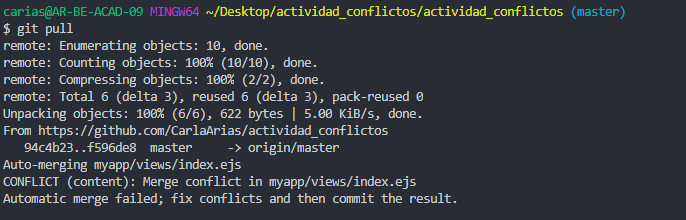 carias@AR-BE-ACAD-09 MINGW64 ~/Desktop/actividad_conflictos/actividad_conflictos (master)
$ git pull
remote: Enumerating objects: 10, done.
remote: Counting objects: 100% (10/10), done.
remote: Compressing objects: 100% (2/2), done.
remote: Total 6 (delta 3), reused 6 (delta 3), pack-reused 0
Unpacking objects: 100% (6/6), 622 bytes | 5.00 KiB/s, done.
From https://github.com/CarlaArias/actividad_conflictos
   94c4b23..f596de8  master     -> origin/master
Auto-merging myapp/views/index.ejs
CONFLICT (content): Merge conflict in myapp/views/index.ejs
Automatic merge failed; fix conflicts and then commit the result.